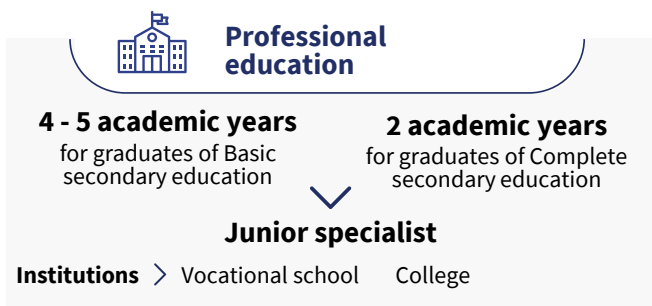 Professional
education
4 - 5 academic years
for graduates of Basic
secondary education
2 academic years
for graduates of Complete
secondary education
Junior specialist
Institutions > Vocational school College